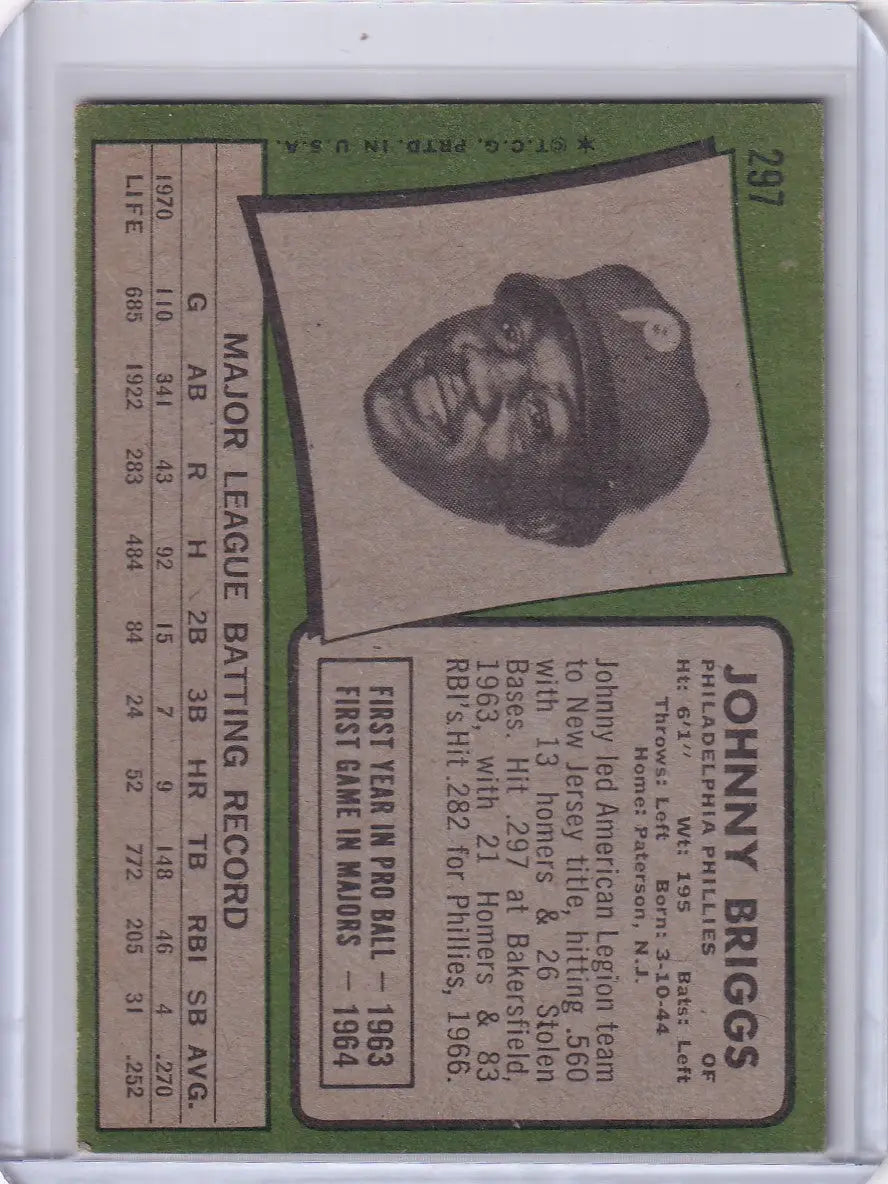 297
* ©T.C.G. PRTD. IN U.S.A.
JOHNNY BRIGGS
OF
PHILADELPHIA PHILLIES
Ht: 6'1" Wt: 195 Bats: Left
Throws: Left Born: 3-10-44
Home: Paterson, N.J.
Johnny led American Legion team
to New Jersey title, hitting .560
with 13 homers & 26 Stolen
Bases. Hit .297 at Bakersfield,
1963, with 21 Homers & 83
RBI's. Hit .282 for Phillies, 1966.
FIRST YEAR IN PRO BALL — 1963
FIRST GAME IN MAJORS — 1964
MAJOR LEAGUE BATTING RECORD
G AB R H 2B 3B HR TB RBI SB AVG.
1970 110 341 43 92 15 7 9 148 46 4 .270
LIFE 685 1922 283 484 84 24 52 772 205 31 .252